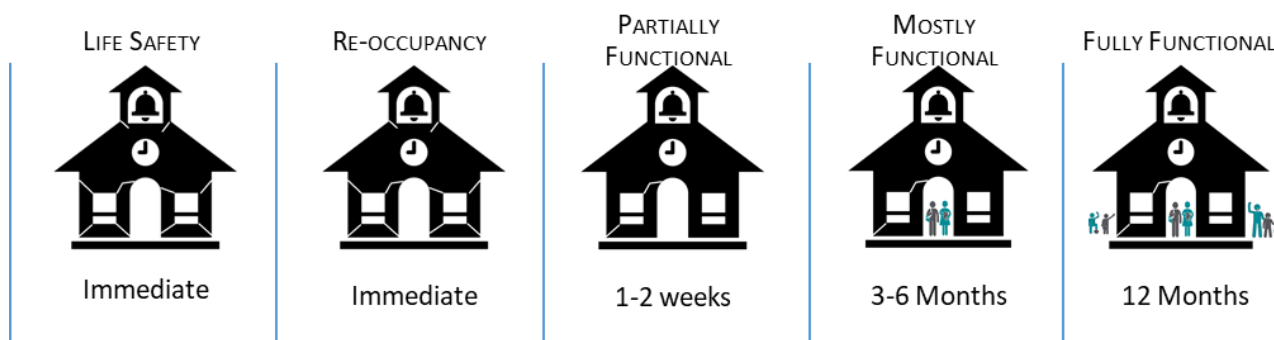 LIFE SAFETY
RE-OCCUPANCY
PARTIALLY
FUNCTIONAL
MOSTLY
FUNCTIONAL
FULLY FUNCTIONAL
Immediate
Immediate
1-2 weeks
3-6 Months
12 Months